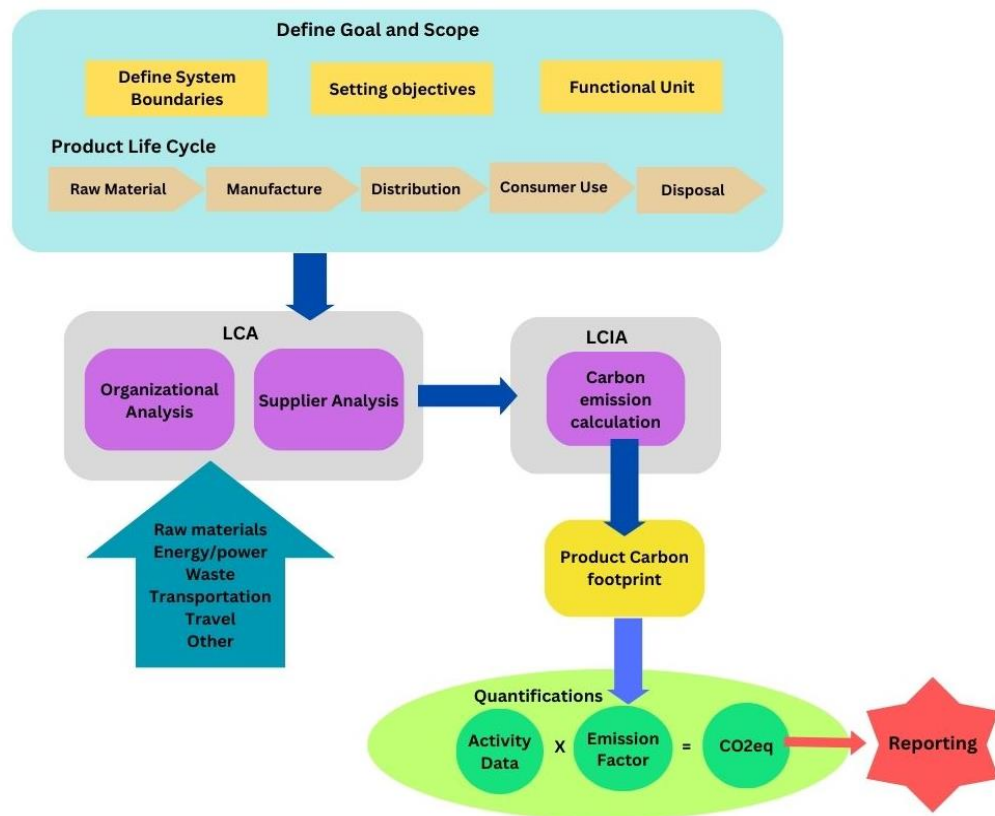 Define Goal and Scope
Define System
Boundaries
Setting objectives
Functional Unit
Product Life Cycle
Raw Material
Manufacture
Distribution
Consumer Use
Disposal
LCA
Organizational
Analysis
Supplier Analysis
LCIA
Carbon
emission
calculation
Raw materials
Energy/power
Waste
Transportation
Travel
Other
Product Carbon
footprint
Quantifications
Activity
Data
X
Emission
Factor
=
CO2eq
Reporting